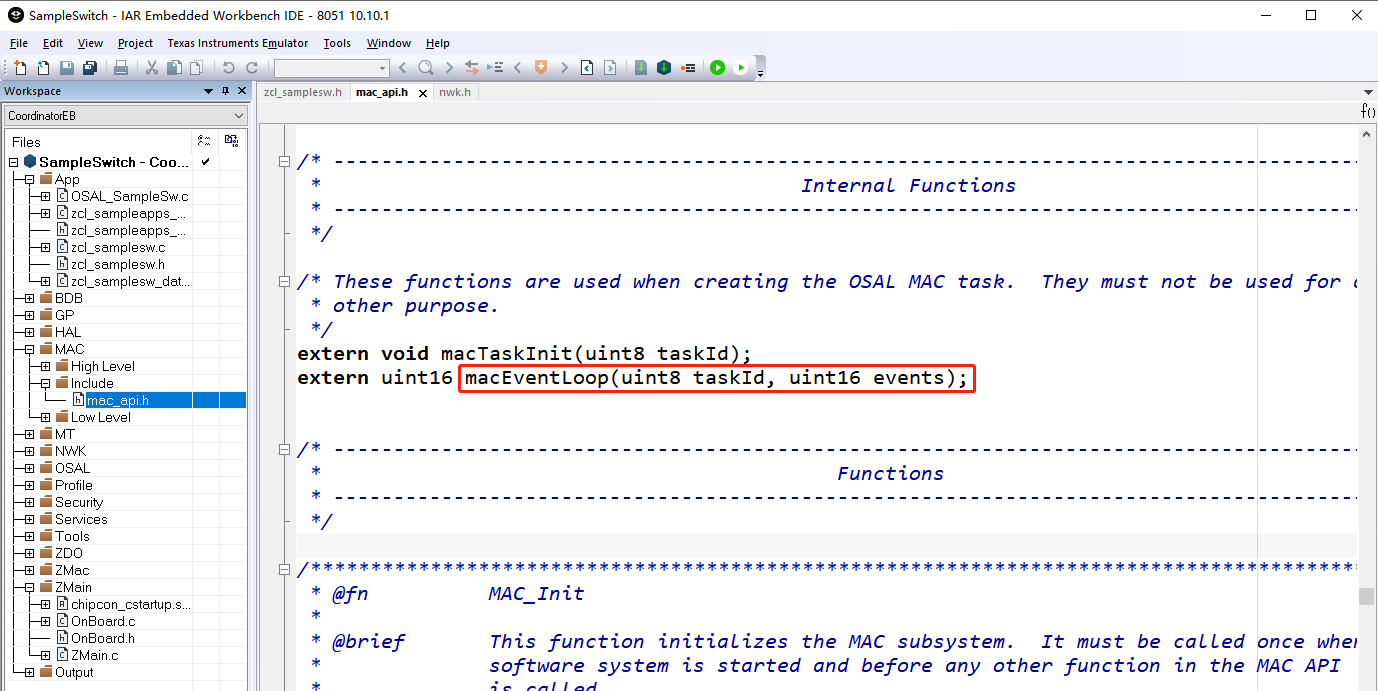 SampleSwitch - IAR Embedded Workbench IDE - 8051 10.10.1
File Edit View Project Texas Instruments Emulator Tools Window Help
Workspace
zcl_samplesw.h mac_api.h nwk.h
CoordinatorEB
f()
Files
SampleSwitch - Coo...
App
OSAL_SampleSw.c
zcl_sampleapps_...
zcl_sampleapps_...
zcl_samplesw.c
zcl_samplesw.h
zcl_samplesw_dat...
BDB
GP
HAL
MAC
High Level
Include
mac_api.h
Low Level
MT
NWK
OSAL
Profile
Security
Services
Tools
ZDO
ZMac
ZMain
chipcon_cstartup.s...
OnBoard.c
OnBoard.h
ZMain.c
Output
/* --------------------------------------------------------------------------------------
* Internal Functions
* --------------------------------------------------------------------------------------
*/
/* These functions are used when creating the OSAL MAC task.  They must not be used for
* other purpose.
*/
extern void macTaskInit(uint8 taskId);
extern uint16 macEventLoop(uint8 taskId, uint16 events);
/* --------------------------------------------------------------------------------------
* Functions
* --------------------------------------------------------------------------------------
*/
/****************************************************************************************
* @fn MAC_Init
*
* @brief This function initializes the MAC subsystem.  It must be called once when
* software system is started and before any other function in the MAC API
* is called